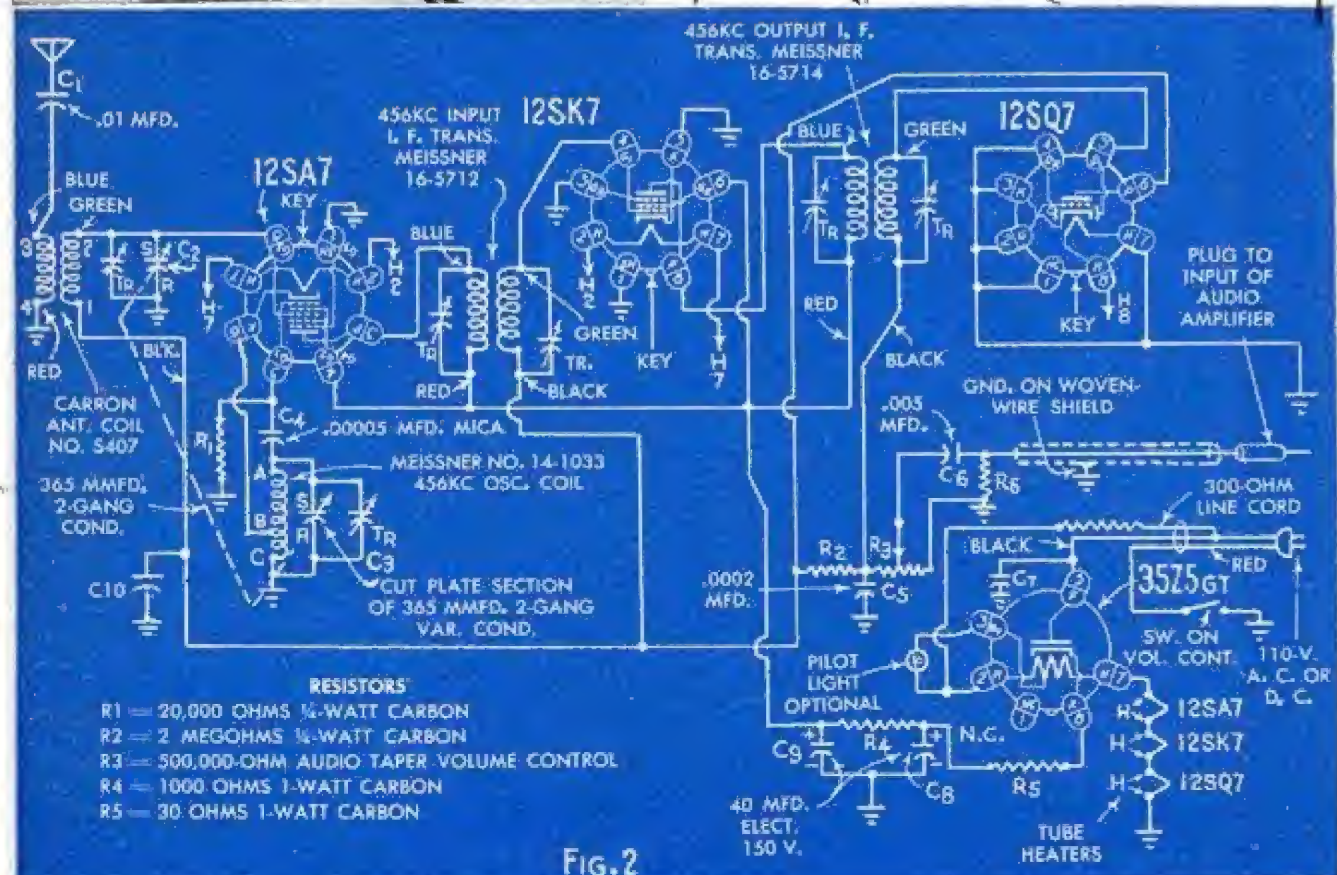 C1
.01 MFD.
BLUE
GREEN
3
2
4
1
RED
BLK.
CARRON
ANT. COIL
NO. S407
365 MMFD.
2-GANG
COND.
C10
TR
S
R
C2
H-7
12SA7
KEY
H2
R1
C4
.00005 MFD. MICA
A
B
C
MEISSNER NO. 14-1033
456KC OSC. COIL
S
R
TR
C3
CUT PLATE SECTION
OF 365 MMFD. 2-GANG
VAR. COND.
456KC INPUT
I. F. TRANS.
MEISSNER
16-5712
BLUE
TR
RED
GREEN
TR.
BLACK
12SK7
H2
KEY
H7
456KC OUTPUT I. F.
TRANS. MEISSNER
16-5714
BLUE
GREEN
TR
TR
RED
BLACK
12SQ7
KEY
H8
PLUG TO
INPUT OF
AUDIO
AMPLIFIER
GND. ON WOVEN-
WIRE SHIELD
.005
MFD.
C6
R6
300-OHM
LINE CORD
R2
R3
.0002
MFD.
C5
BLACK
C7
RED
35Z5GT
SW. ON
VOL. CONT.
110-V.
A. C. OR
D. C.
PILOT
LIGHT
OPTIONAL
N.C.
C9
R4
C8
R5
40 MFD.
ELECT.
150 V.
H
12SA7
H
12SK7
H
12SQ7
TUBE
HEATERS
RESISTORS
R1 = 20,000 OHMS ¼-WATT CARBON
R2 = 2 MEGOHMS ¼-WATT CARBON
R3 = 500,000-OHM AUDIO TAPER VOLUME CONTROL
R4 = 1000 OHMS 1-WATT CARBON
R5 = 30 OHMS 1-WATT CARBON
FIG. 2